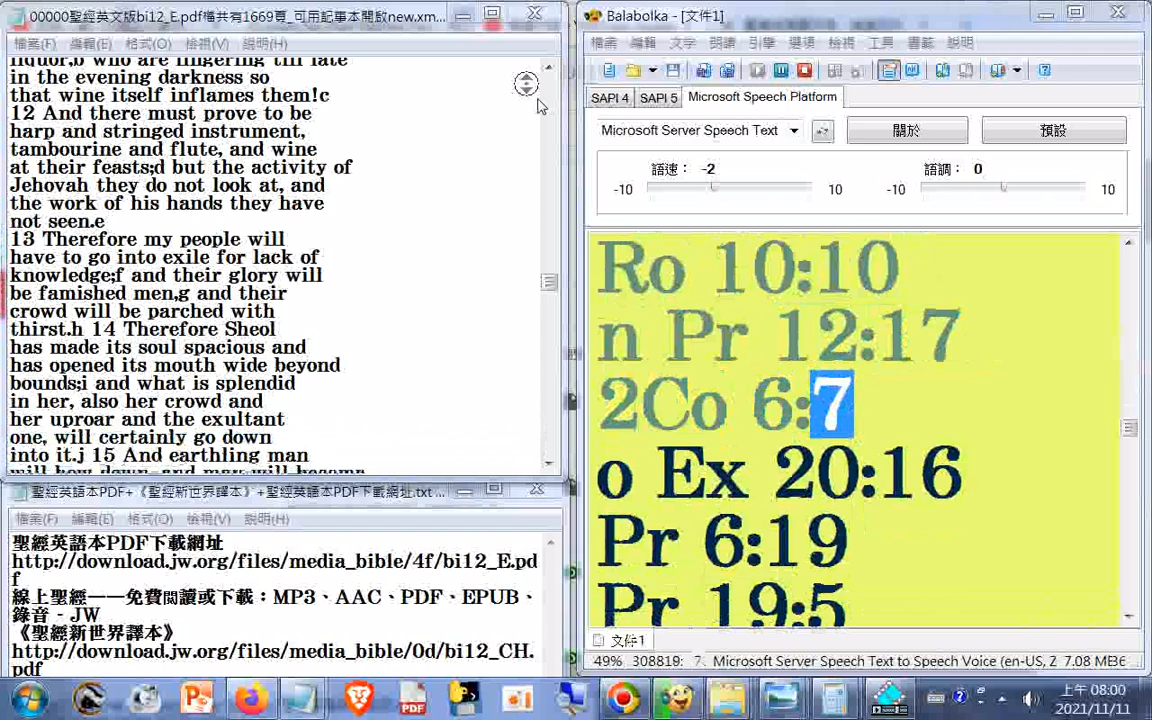 00000聖經英文版bi12_E.pdf檔共有1669頁_可用記事本開啟new.xm...
檔案(F) 編輯(E) 格式(O) 檢視(V) 說明(H)
liquor,b who are lingering till late
in the evening darkness so
that wine itself inflames them!c
12 And there must prove to be
harp and stringed instrument,
tambourine and flute, and wine
at their feasts;d but the activity of
Jehovah they do not look at, and
the work of his hands they have
not seen.e
13 Therefore my people will
have to go into exile for lack of
knowledge;f and their glory will
be famished men,g and their
crowd will be parched with
thirst.h 14 Therefore Sheol
has made its soul spacious and
has opened its mouth wide beyond
bounds;i and what is splendid
in her, also her crowd and
her uproar and the exultant
one, will certainly go down
into it.j 15 And earthling man
will bow down, and man will become
聖經英語本PDF+《聖經新世界譯本》+聖經英語本PDF下載網址.txt ...
檔案(F) 編輯(E) 格式(O) 檢視(V) 說明(H)
聖經英語本PDF下載網址
http://download.jw.org/files/media_bible/4f/bi12_E.pd
f
線上聖經——免費閱讀或下載：MP3、AAC、PDF、EPUB、
錄音 - JW
《聖經新世界譯本》
http://download.jw.org/files/media_bible/0d/bi12_CH.
pdf
Balabolka - [文件1]
檔案 編輯 文字 朗讀 引擎 選項 檢視 工具 書籤 說明
SAPI 4 SAPI 5 Microsoft Speech Platform
Microsoft Server Speech Text 關於 預設
語速： -2 語調： 0
-10 10 -10 10
Ro 10:10
n Pr 12:17
2Co 6:7
o Ex 20:16
Pr 6:19
Pr 19:5
文件1
49% 308819: 7. Microsoft Server Speech Text to Speech Voice (en-US, Z 7.08 MB
上午 08:00
2021/11/11